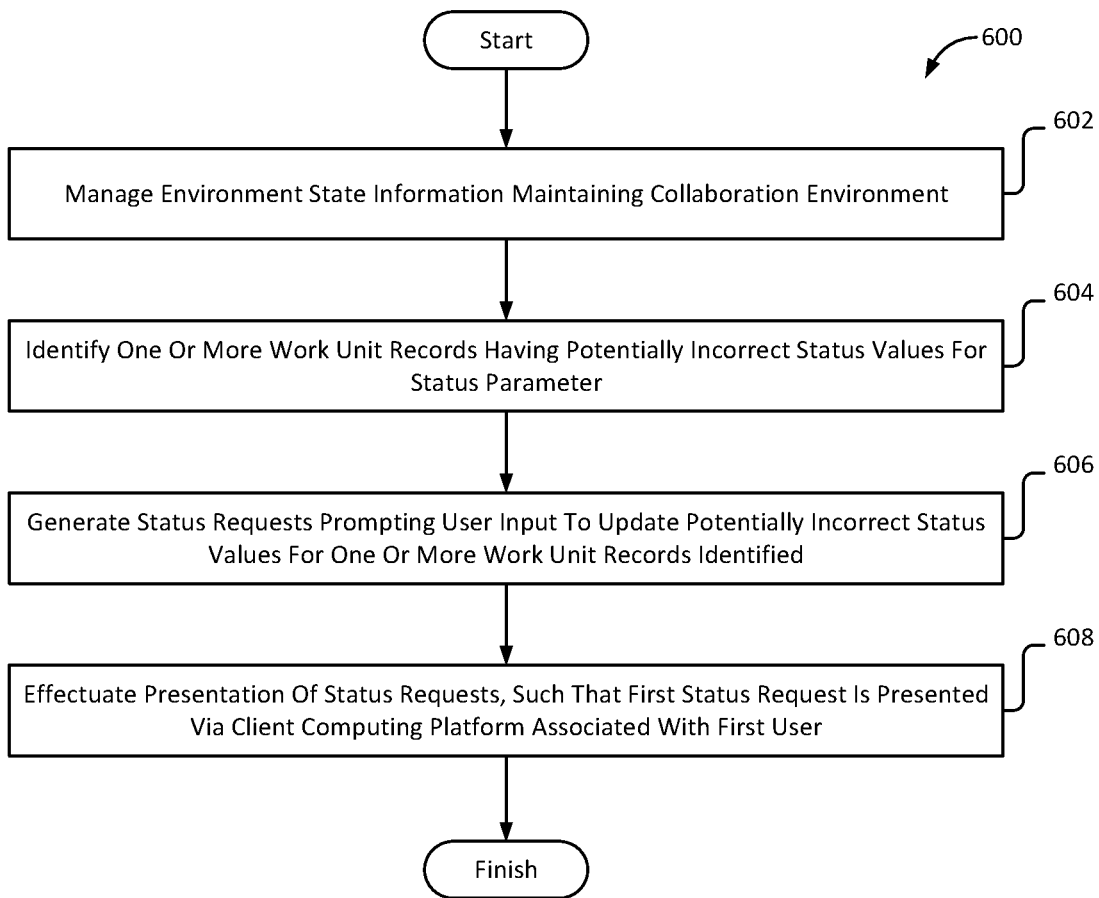 Start
600
602
Manage Environment State Information Maintaining Collaboration Environment
604
Identify One Or More Work Unit Records Having Potentially Incorrect Status Values For
Status Parameter
606
Generate Status Requests Prompting User Input To Update Potentially Incorrect Status
Values For One Or More Work Unit Records Identified
608
Effectuate Presentation Of Status Requests, Such That First Status Request Is Presented
Via Client Computing Platform Associated With First User
Finish